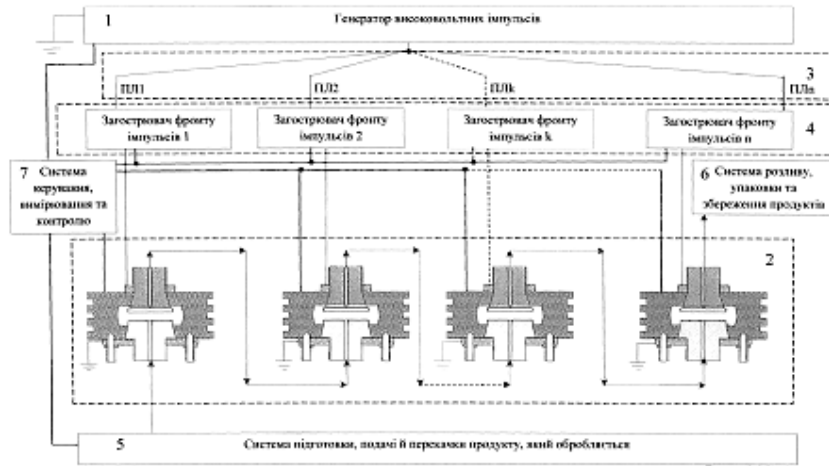 1 Генератор високовольтних імпульсів
3
ПЛ1 ПЛ2 ПЛk ПЛn
Загострювач фронту
імпульсів 1
Загострювач фронту
імпульсів 2
Загострювач фронту
імпульсів k
Загострювач фронту
імпульсів n
4
7 Система
керування,
вимірювання та
контролю
6 Система розливу,
упаковки та
збереження продуктів
2
5 Система підготовки, подачі й перекачки продукту, який обробляється